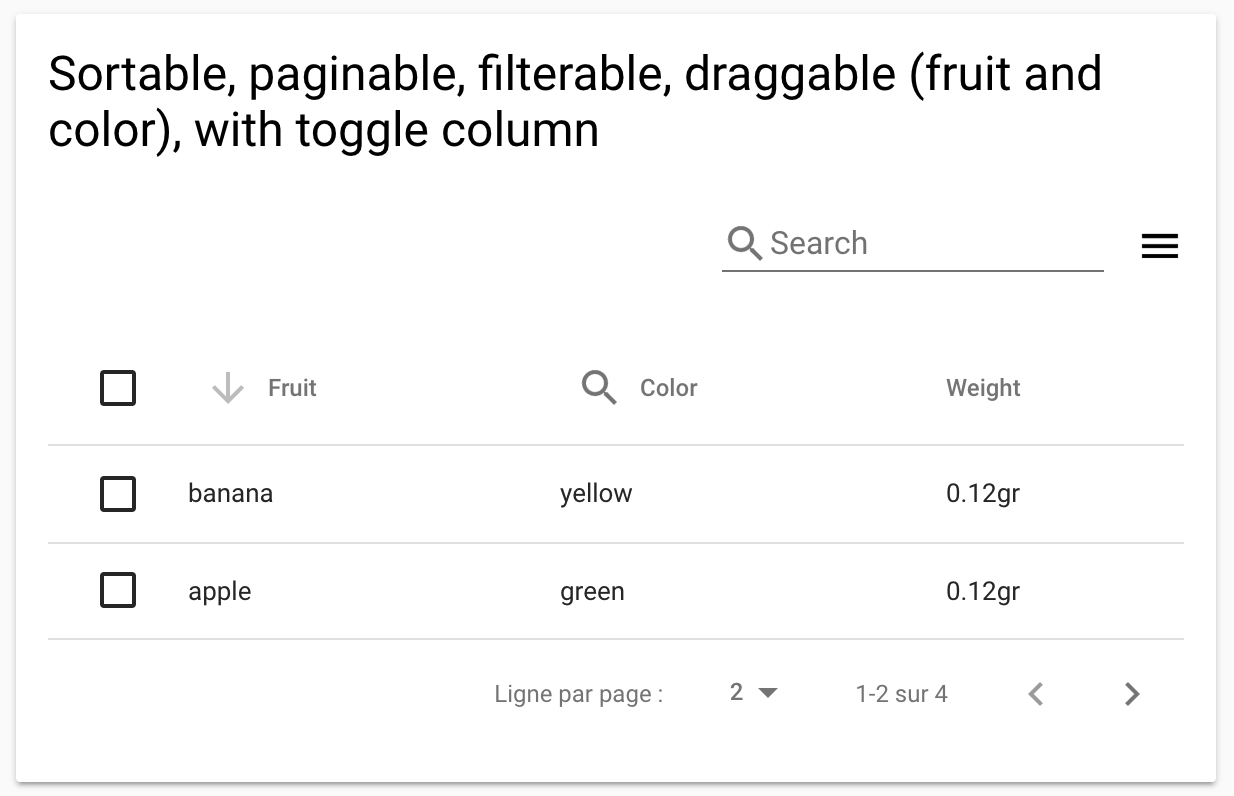 Sortable, paginable, filterable, draggable (fruit and
color), with toggle column
Search
Fruit Color Weight
banana yellow 0.12gr
apple green 0.12gr
Ligne par page : 2 1-2 sur 4